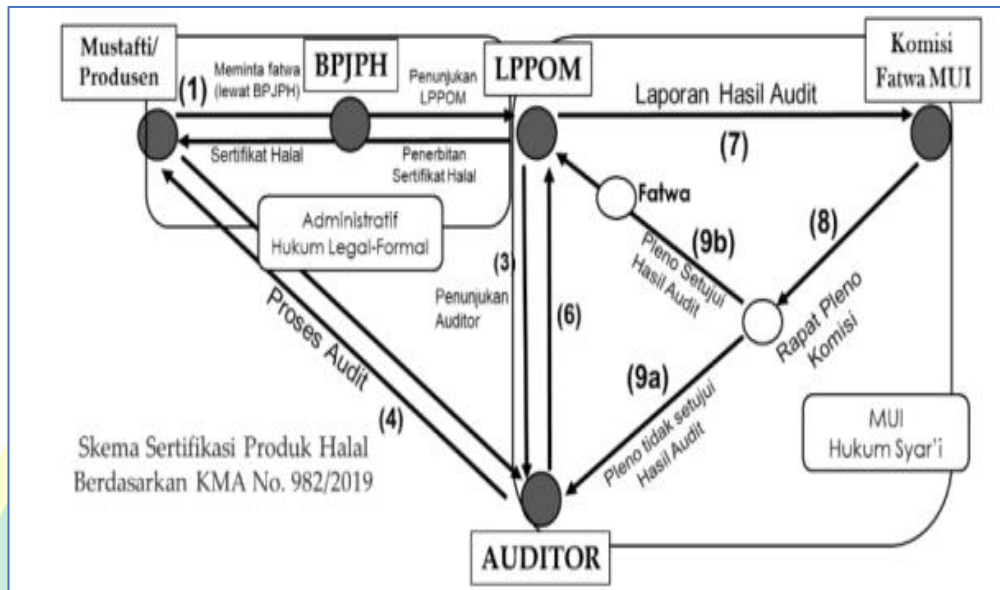 Mustafti/
Produsen
BPJPH
LPPOM
Komisi
Fatwa MUI
(1)
Meminta fatwa
(lewat BPJPH)
Penunjukan
LPPOM
Laporan Hasil Audit
(7)
Sertifikat Halal
Penerbitan
Sertifikat Halal
Administratif
Hukum Legal-Formal
Fatwa
(9b)
Pleno Setujui
Hasil Audit
(8)
Rapat Pleno
Komisi
(3)
Penunjukan
Auditor
(6)
Proses Audit
(4)
(9a)
Pleno tidak setujui
Hasil Audit
MUI
Hukum Syar'i
Skema Sertifikasi Produk Halal
Berdasarkan KMA No. 982/2019
AUDITOR